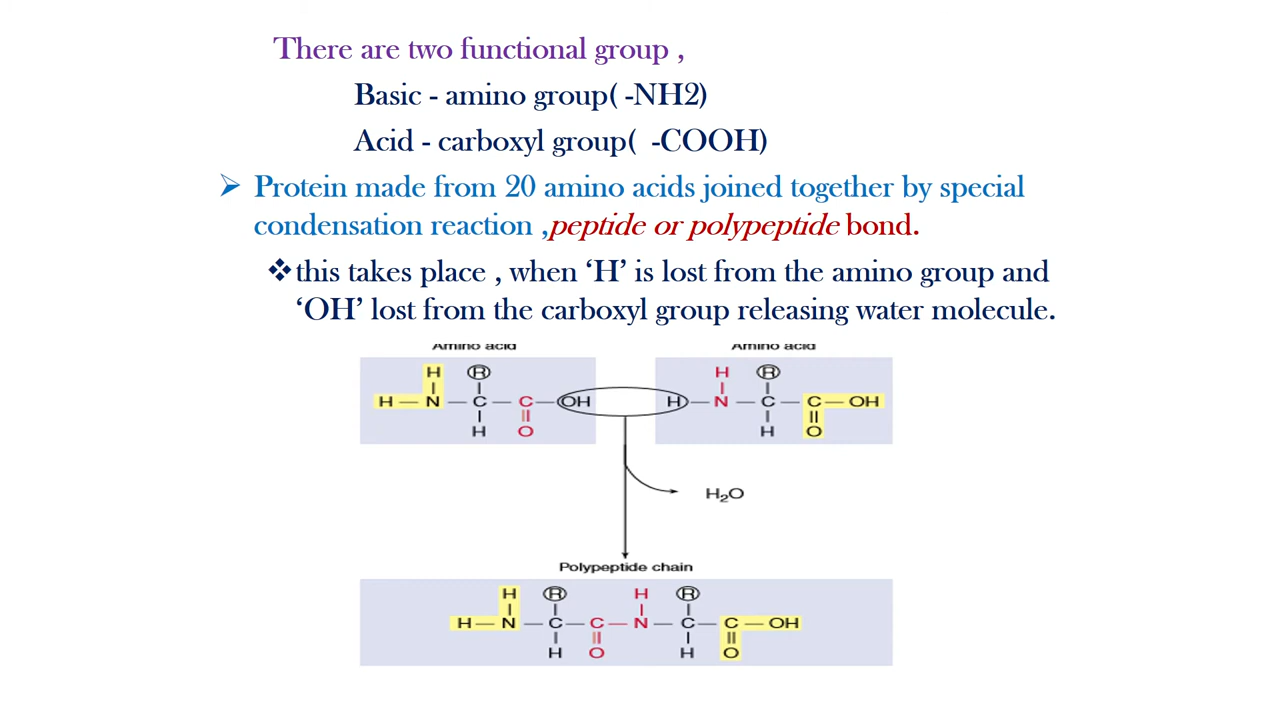 There are two functional group ,
Basic - amino group( -NH2)
Acid - carboxyl group(  -COOH)
Protein made from 20 amino acids joined together by special
condensation reaction ,peptide or polypeptide bond.
this takes place , when ‘H’ is lost from the amino group and
‘OH’ lost from the carboxyl group releasing water molecule.
Amino acid Amino acid
H R H R
H — N — C — C — OH H — N — C — C — OH
H O H O
H₂O
Polypeptide chain
H R H R
H — N — C — C — N — C — C — OH
H O H O